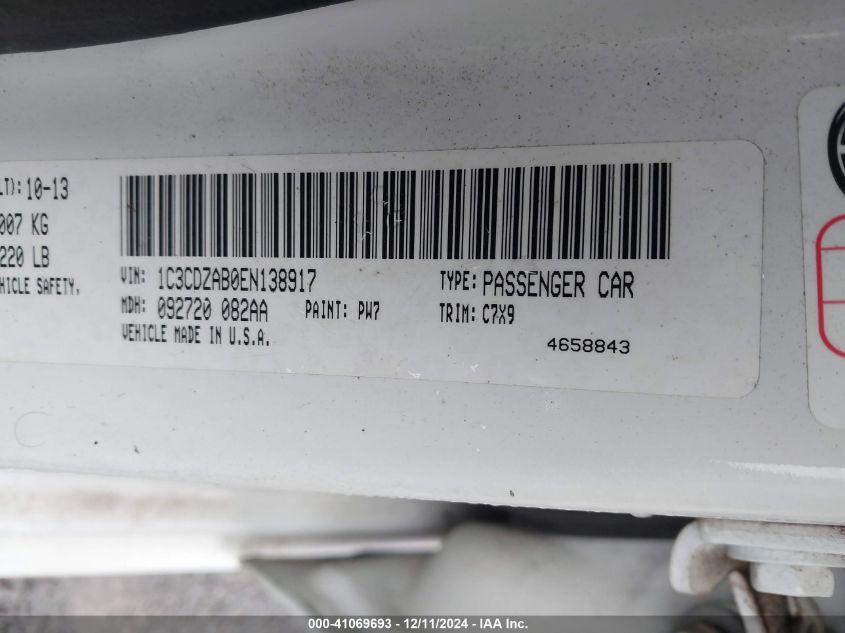 LT): 10-13
007 KG
220 LB
HICLE SAFETY.
VIN: 1C3CDZAB0EN138917
TYPE: PASSENGER CAR
MDH: 092720 082AA
PAINT: PW7
TRIM: C7X9
VEHICLE MADE IN U.S.A.
4658843
000-41069693 - 12/11/2024 - IAA Inc.